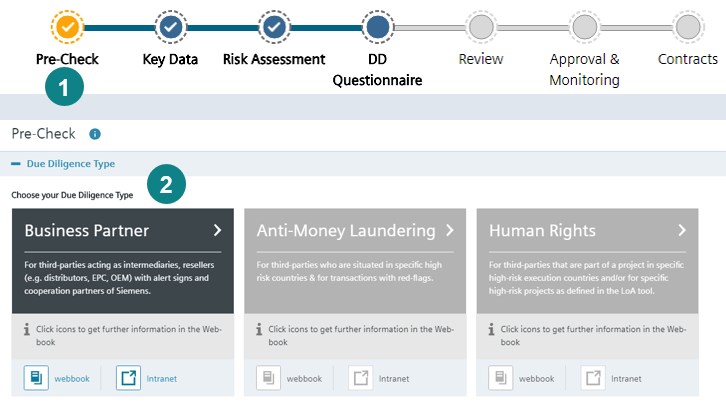 Pre-Check
Key Data
Risk Assessment
DD
Questionnaire
Review
Approval &
Monitoring
Contracts
1
Pre-Check
Due Diligence Type
2
Choose your Due Diligence Type
Business Partner
For third-parties acting as intermediaries, resellers
(e.g. distributors, EPC, OEM) with alert signs and
cooperation partners of Siemens.
Click icons to get further information in the Web-
book
webbook
Intranet
Anti-Money Laundering
For third-parties who are situated in specific high
risk countries & for transactions with red-flags.
Click icons to get further information in the Web-
book
webbook
Intranet
Human Rights
For third-parties that are part of a project in specific
high-risk execution countries and/or for specific
high-risk projects as defined in the LoA tool.
Click icons to get further information in the Web-
book
webbook
Intranet